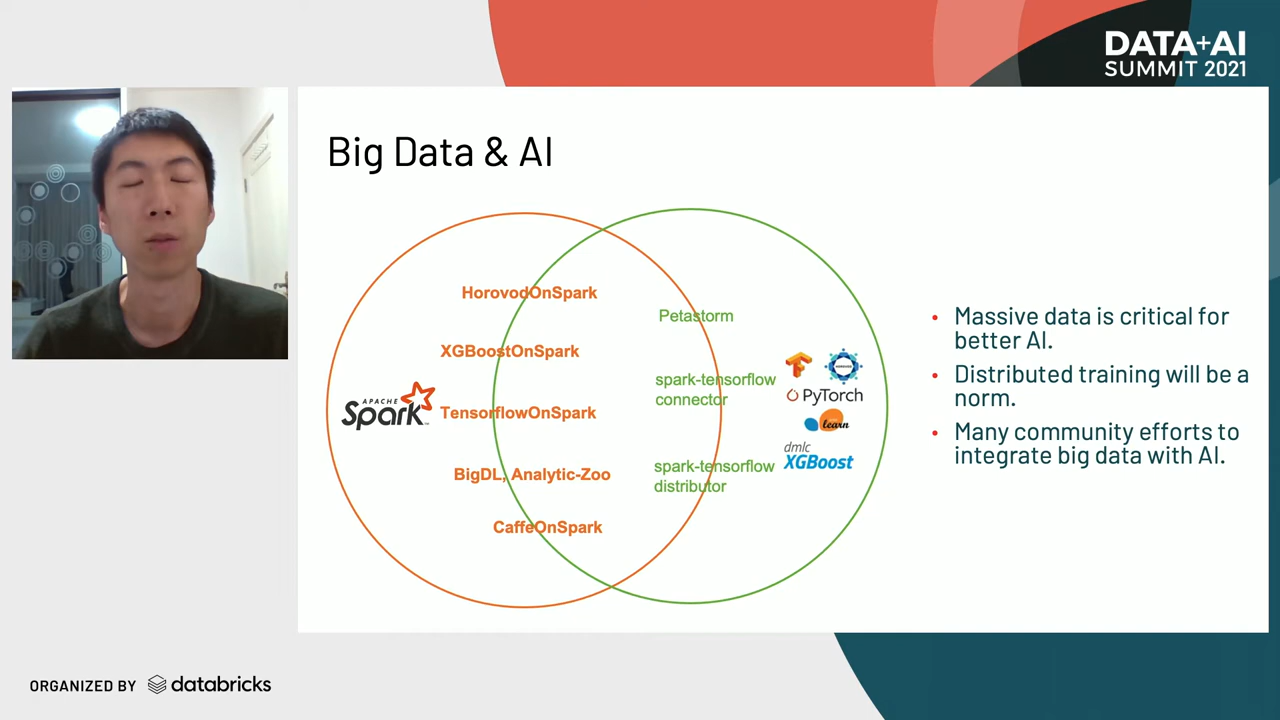 DATA+AI
SUMMIT 2021
Big Data & AI
HorovodOnSpark
XGBoostOnSpark
APACHE
Spark
TensorflowOnSpark
BigDL, Analytic-Zoo
CaffeOnSpark
Petastorm
spark-tensorflow
connector
spark-tensorflow
distributor
PyTorch
learn
dmlc
XGBoost
• Massive data is critical for
better AI.
• Distributed training will be a
norm.
• Many community efforts to
integrate big data with AI.
ORGANIZED BY databricks